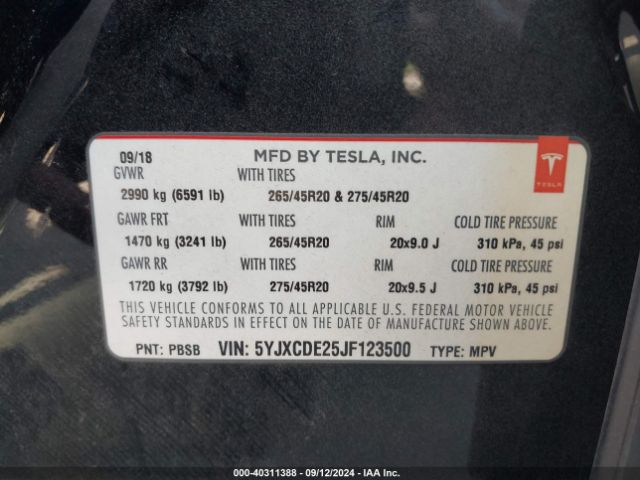 09/18 MFD BY TESLA, INC.
GVWR WITH TIRES
2990 kg (6591 lb) 265/45R20 & 275/45R20
GAWR FRT WITH TIRES RIM COLD TIRE PRESSURE
1470 kg (3241 lb) 265/45R20 20x9.0 J 310 kPa, 45 psi
GAWR RR WITH TIRES RIM COLD TIRE PRESSURE
1720 kg (3792 lb) 275/45R20 20x9.5 J 310 kPa, 45 psi
THIS VEHICLE CONFORMS TO ALL APPLICABLE U.S. FEDERAL MOTOR VEHICLE
SAFETY STANDARDS IN EFFECT ON THE DATE OF MANUFACTURE SHOWN ABOVE.
PNT: PBSB VIN: 5YJXCDE25JF123500 TYPE: MPV
TESLA
000-40311388 - 09/12/2024 - IAA Inc.